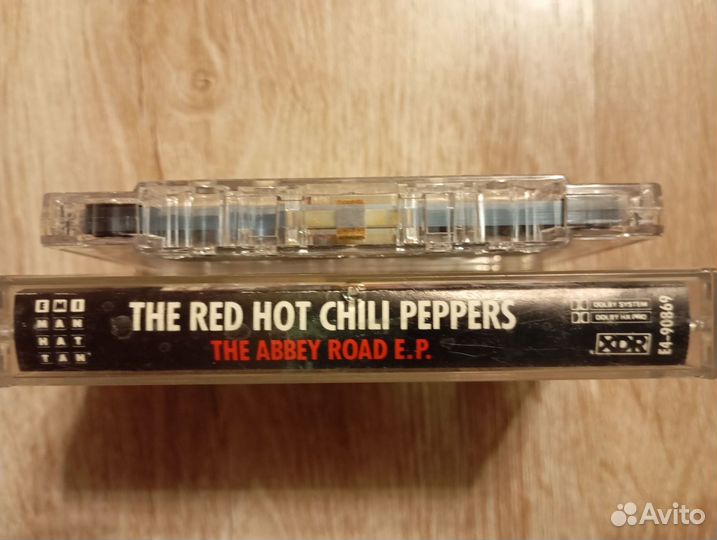 EMI
MAN
HAT
TAN
THE RED HOT CHILI PEPPERS
THE ABBEY ROAD E.P.
DOLBY SYSTEM
DOLBY HX PRO
XDR
E4-90869
Avito